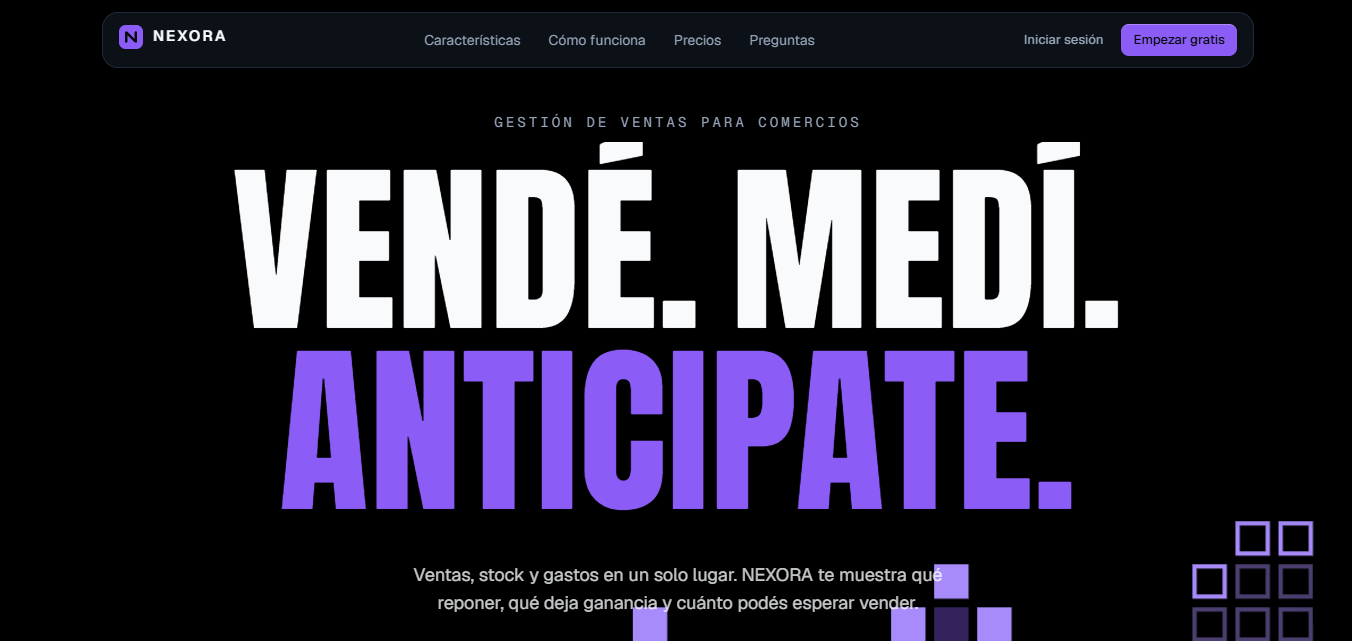 NEXORA
Características Cómo funciona Precios Preguntas
Iniciar sesión Empezar gratis
GESTIÓN DE VENTAS PARA COMERCIOS
VENDÉ. MEDÍ.
ANTICIPATE.
Ventas, stock y gastos en un solo lugar. NEXORA te muestra qué
reponer, qué deja ganancia y cuánto podés esperar vender.